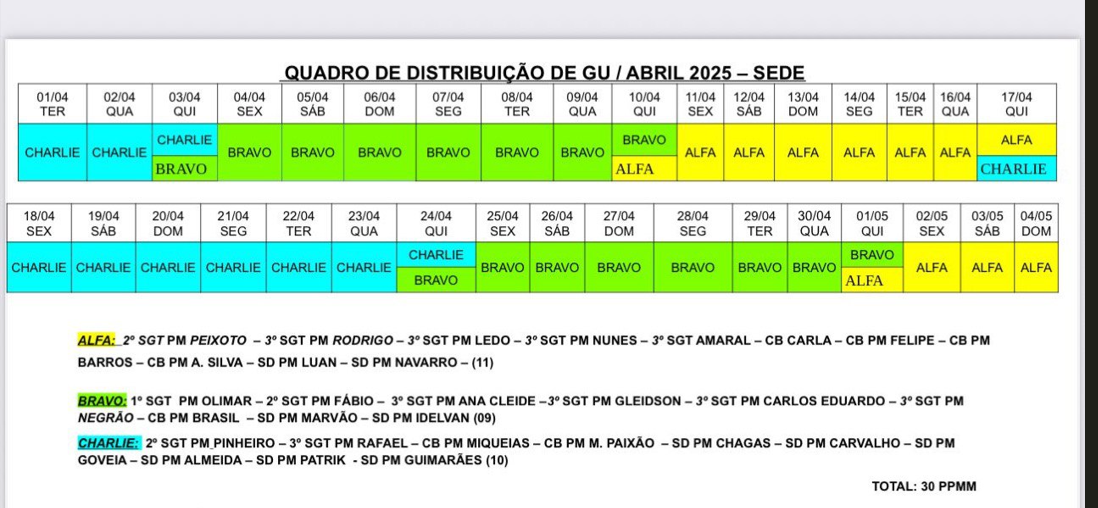 QUADRO DE DISTRIBUIÇÃO DE GU / ABRIL 2025 – SEDE
01/04 02/04 03/04 04/04 05/04 06/04 07/04 08/04 09/04 10/04 11/04 12/04 13/04 14/04 15/04 16/04 17/04
TER QUA QUI SEX SÁB DOM SEG TER QUA QUI SEX SÁB DOM SEG TER QUA QUI
CHARLIE BRAVO ALFA
CHARLIE CHARLIE BRAVO BRAVO BRAVO BRAVO BRAVO BRAVO ALFA ALFA ALFA ALFA ALFA ALFA
BRAVO ALFA CHARLIE
18/04 19/04 20/04 21/04 22/04 23/04 24/04 25/04 26/04 27/04 28/04 29/04 30/04 01/05 02/05 03/05 04/05
SEX SÁB DOM SEG TER QUA QUI SEX SÁB DOM SEG TER QUA QUI SEX SÁB DOM
CHARLIE BRAVO
CHARLIE CHARLIE CHARLIE CHARLIE CHARLIE CHARLIE BRAVO BRAVO BRAVO BRAVO BRAVO BRAVO ALFA ALFA ALFA
BRAVO ALFA
ALFA: 2º SGT PM PEIXOTO – 3º SGT PM RODRIGO – 3º SGT PM LEDO – 3º SGT PM NUNES – 3º SGT AMARAL – CB CARLA – CB PM FELIPE – CB PM
BARROS – CB PM A. SILVA – SD PM LUAN – SD PM NAVARRO – (11)
BRAVO: 1º SGT PM OLIMAR – 2º SGT PM FÁBIO – 3º SGT PM ANA CLEIDE –3º SGT PM GLEIDSON – 3º SGT PM CARLOS EDUARDO – 3º SGT PM
NEGRÃO – CB PM BRASIL – SD PM MARVÃO – SD PM IDELVAN (09)
CHARLIE: 2º SGT PM PINHEIRO – 3º SGT PM RAFAEL – CB PM MIQUEIAS – CB PM M. PAIXÃO – SD PM CHAGAS – SD PM CARVALHO – SD PM
GOVEIA – SD PM ALMEIDA – SD PM PATRIK - SD PM GUIMARÃES (10)
TOTAL: 30 PPMM